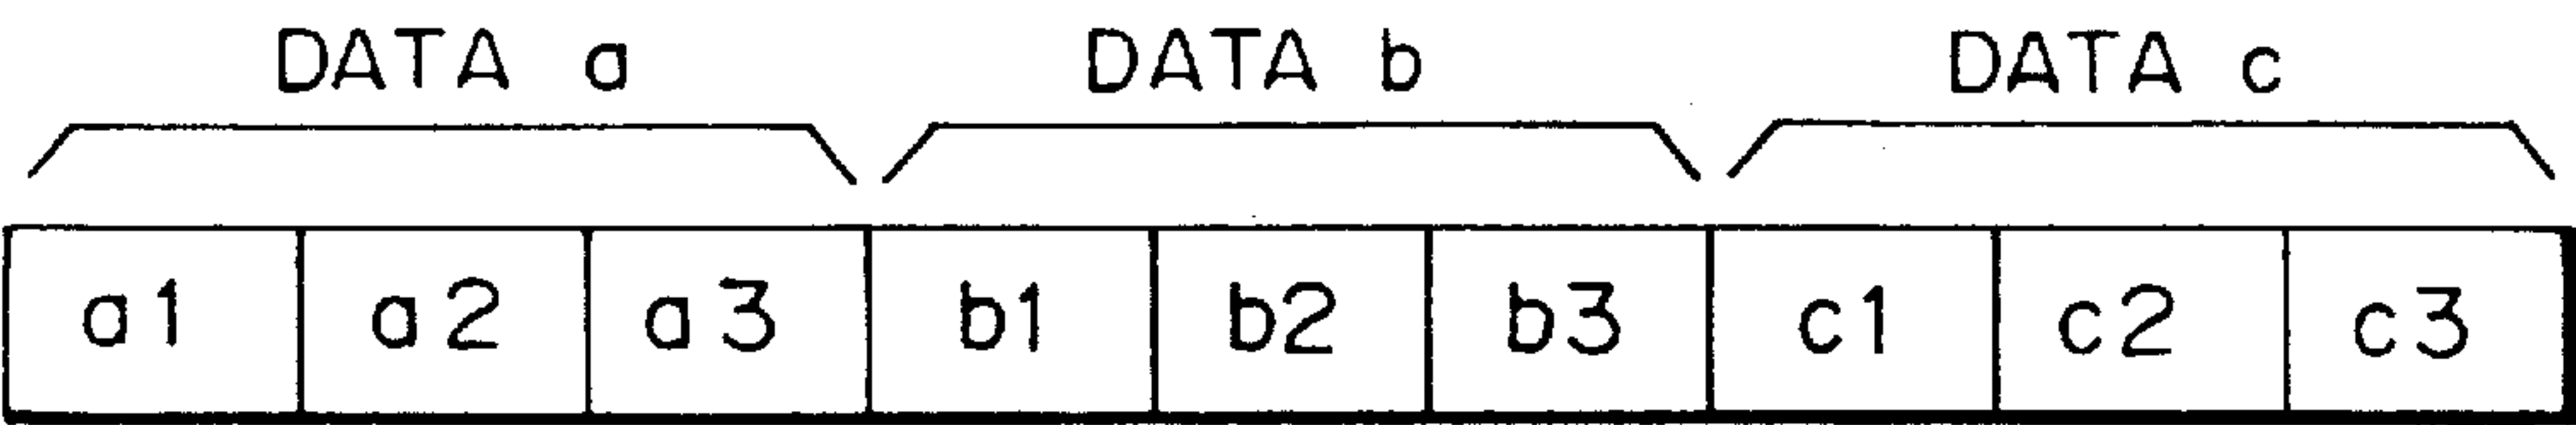 DATA a DATA b DATA c
a1 a2 a3 b1 b2 b3 c1 c2 c3